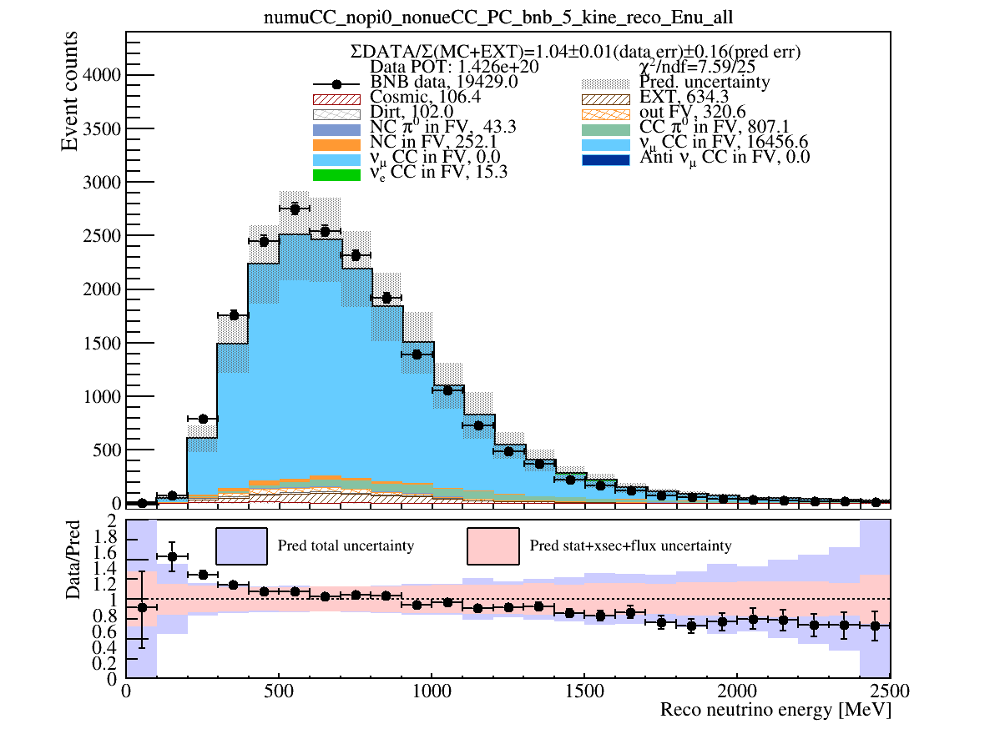 numuCC_nopi0_nonueCC_PC_bnb_5_kine_reco_Enu_all
ΣDATA/Σ(MC+EXT)=1.04±0.01(data err)±0.16(pred err)
Data POT: 1.426e+20
χ²/ndf=7.59/25
BNB data, 19429.0
Pred. uncertainty
Cosmic, 106.4
EXT, 634.3
Dirt, 102.0
out FV, 320.6
NC π⁰ in FV, 43.3
CC π⁰ in FV, 807.1
NC in FV, 252.1
νμ CC in FV, 16456.6
νμ CC in FV, 0.0
Anti νμ CC in FV, 0.0
νe CC in FV, 15.3
Event counts
4000
3500
3000
2500
2000
1500
1000
500
0
Data/Pred
2
1.8
1.6
1.4
1.2
1
0.8
0.6
0.4
0.2
0
Pred total uncertainty
Pred stat+xsec+flux uncertainty
0 500 1000 1500 2000 2500
Reco neutrino energy [MeV]